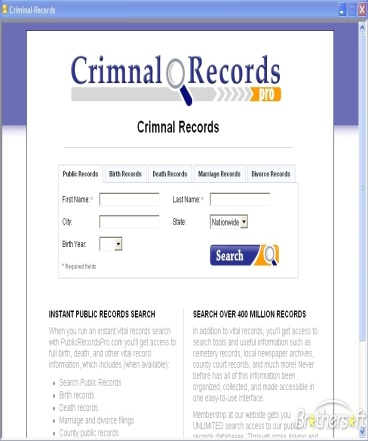 Criminal-Records
Crimnal Records
pro
Crimnal Records
Public Records Birth Records Death Records Marriage Records Divorce Records
First Name: * Last Name: *
City: State: Nationwide
Birth Year:
Search
* Required fields
INSTANT PUBLIC RECORDS SEARCH
When you run an instant vital records search
with PublicRecordsPro.com you'll get access to
full birth, death, and other vital record
information, which includes (when available):
Search Public Records
Birth records
Death records
Marriage and divorce filings
County public records
SEARCH OVER 400 MILLION RECORDS
In addition to vital records, you'll get access to
search tools and useful information such as
cemetery records, local newspaper archives,
county court records, and much more! Never
before has all of this information been
organized, collected, and made accessible in
one easy-to-use interface.
Membership at our website gets you
UNLIMITED search access to our public
records databases. Through cross linking and
Brothersoft